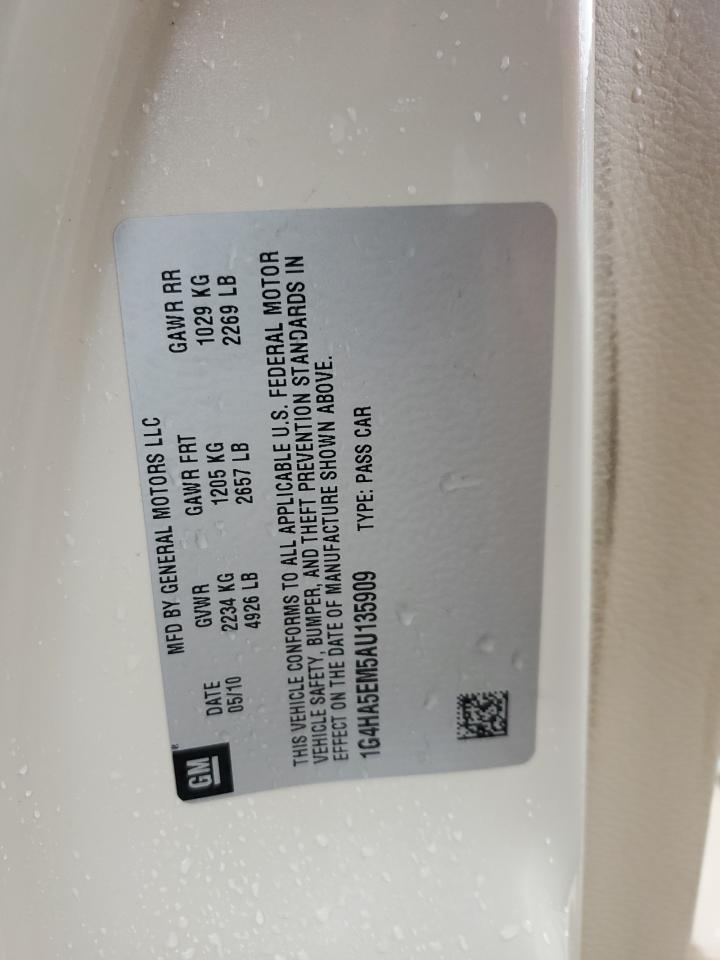 GM®
MFD BY GENERAL MOTORS LLC
DATE GVWR GAWR FRT GAWR RR
05/10 2234 KG 1205 KG 1029 KG
4926 LB 2657 LB 2269 LB
THIS VEHICLE CONFORMS TO ALL APPLICABLE U.S. FEDERAL MOTOR
VEHICLE SAFETY, BUMPER, AND THEFT PREVENTION STANDARDS IN
EFFECT ON THE DATE OF MANUFACTURE SHOWN ABOVE.
1G4HA5EM5AU135909 TYPE: PASS CAR